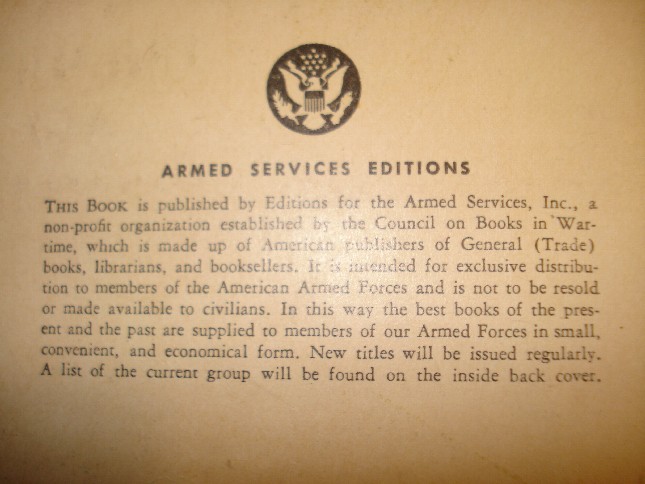 ARMED SERVICES EDITIONS
THIS BOOK is published by Editions for the Armed Services, Inc., a
non-profit organization established by the Council on Books in War-
time, which is made up of American publishers of General (Trade)
books, librarians, and booksellers. It is intended for exclusive distribu-
tion to members of the American Armed Forces and is not to be resold
or made available to civilians. In this way the best books of the pres-
ent and the past are supplied to members of our Armed Forces in small,
convenient, and economical form. New titles will be issued regularly.
A list of the current group will be found on the inside back cover.